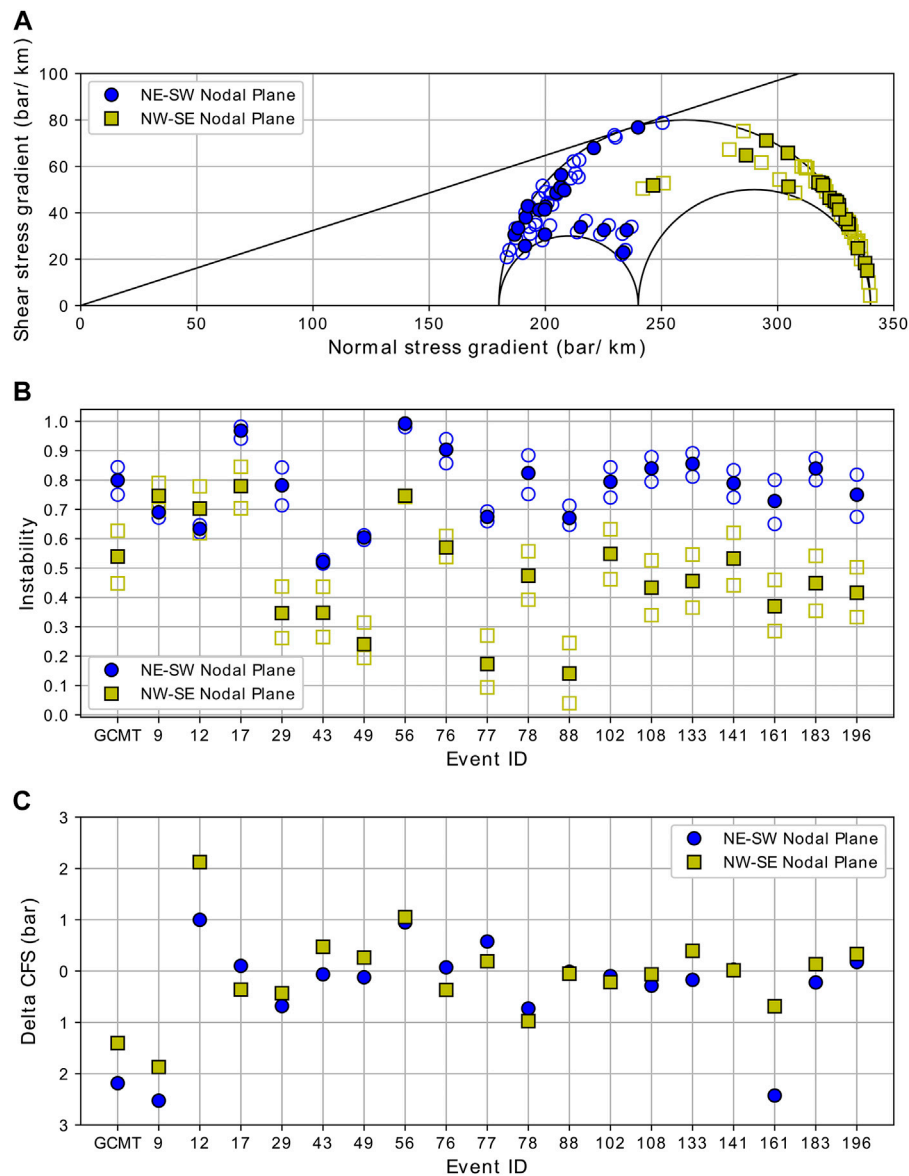 A
Shear stress gradient (bar/ km)
100
80
60
40
20
0
NE-SW Nodal Plane
NW-SE Nodal Plane
0 50 100 150 200 250 300 350
Normal stress gradient (bar/ km)
B
Instability
1.0
0.9
0.8
0.7
0.6
0.5
0.4
0.3
0.2
0.1
0.0
NE-SW Nodal Plane
NW-SE Nodal Plane
GCMT 9 12 17 29 43 49 56 76 77 78 88 102 108 133 141 161 183 196
Event ID
C
Delta CFS (bar)
3
2
1
0
1
2
3
NE-SW Nodal Plane
NW-SE Nodal Plane
GCMT 9 12 17 29 43 49 56 76 77 78 88 102 108 133 141 161 183 196
Event ID